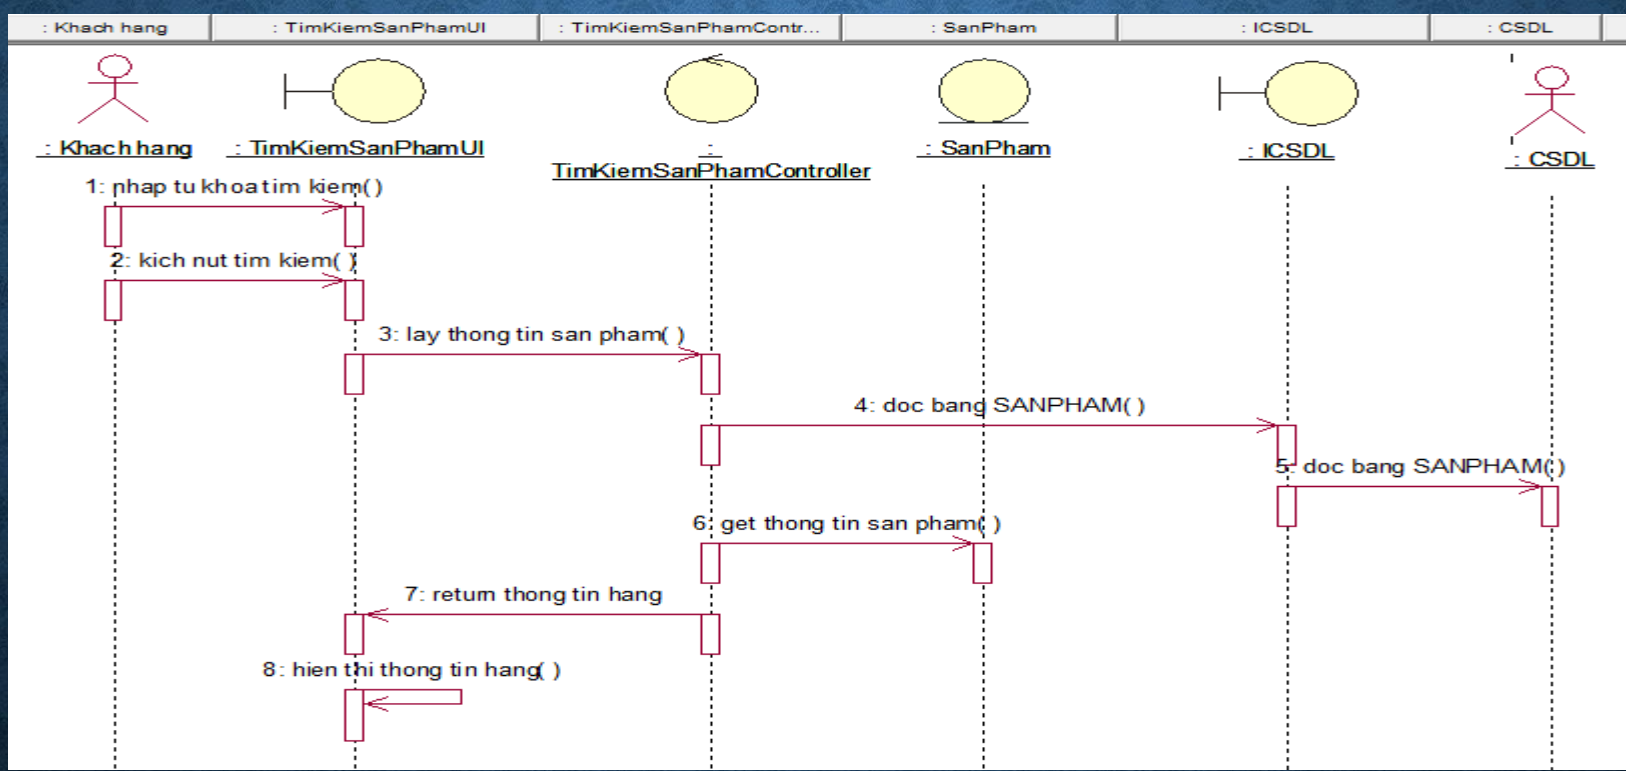 : Khach hang
: TimKiemSanPhamUI
: TimKiemSanPhamContr...
: SanPham
: ICSDL
: CSDL
: Khach hang
: TimKiemSanPhamUI
:
TimKiemSanPhamController
: SanPham
: ICSDL
: CSDL
1: nhap tu khoa tim kiem( )
2: kich nut tim kiem( )
3: lay thong tin san pham( )
4: doc bang SANPHAM( )
5: doc bang SANPHAM( )
6: get thong tin san pham( )
7: return thong tin hang
8: hien thi thong tin hang( )